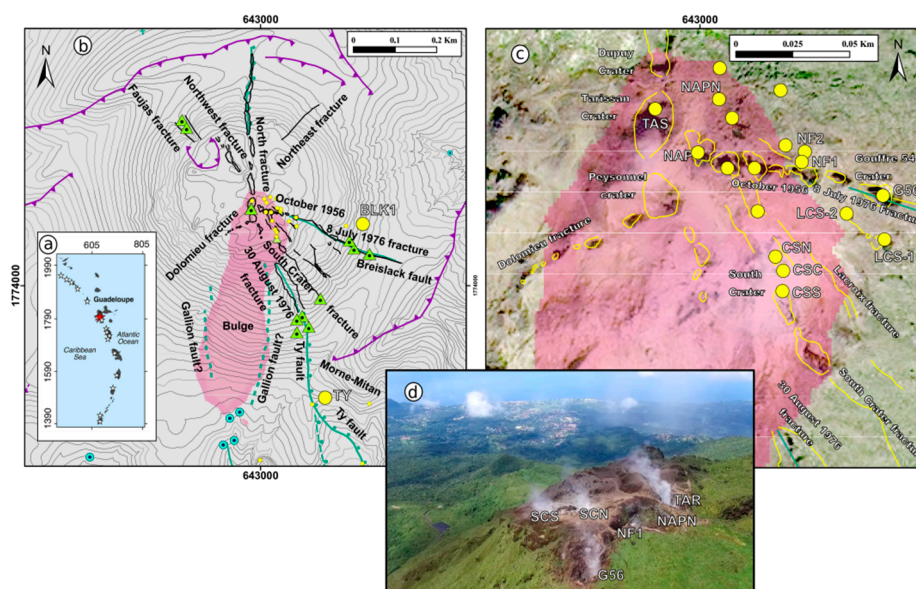 643000
b
N
0
0.1
0.2 Km
Faujas fracture
Northwest fracture
North fracture
Northeast fracture
October 1956
BLK1
8 July 1976 fracture
Breislack fault
Dolomieu fracture
South Crater
fracture
30 August 1976
fracture
Bulge
Gallion fault?
Gallion fault?
Ty fault
Morne-Mitan
TY
Ty fault
1774000
643000
a
605
805
1990
1790
1590
1390
Guadeloupe
Atlantic
Ocean
Caribbean
Sea
643000
c
0
0.025
0.05 Km
N
Dupuy
Crater
NAPN
Tarissan
Crater
TAS
NAP
NF2
NF1
Gouffre 54
Crater
G56
Peyssonnel
crater
October 1956 8 July 1976 Fracture
LCS-2
LCS-1
Dolomieu fracture
CSN
CSC
CSS
South
Crater
Lacroix fracture
South Crater fractu
30 August 1976
fracture
1774000
d
SCS
SCN
TAR
NAPN
NF1
G56